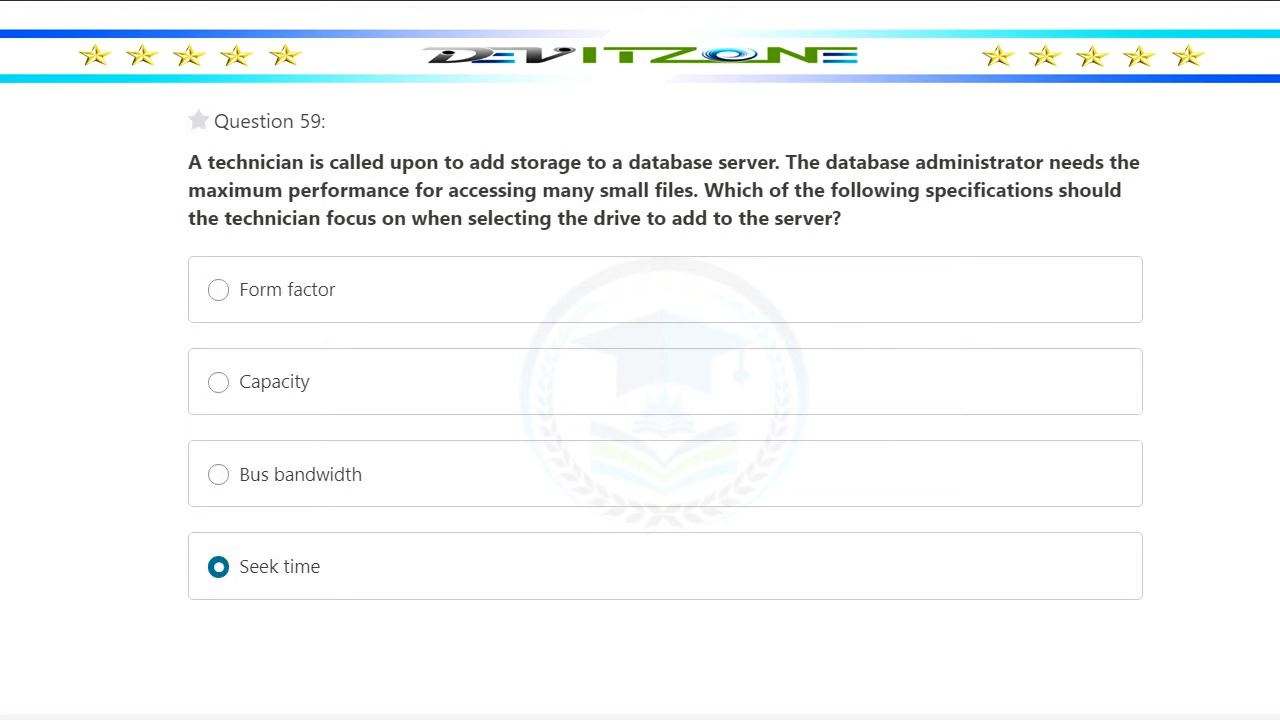 DEVITZONE
Question 59:
A technician is called upon to add storage to a database server. The database administrator needs the
maximum performance for accessing many small files. Which of the following specifications should
the technician focus on when selecting the drive to add to the server?
Form factor
Capacity
Bus bandwidth
Seek time